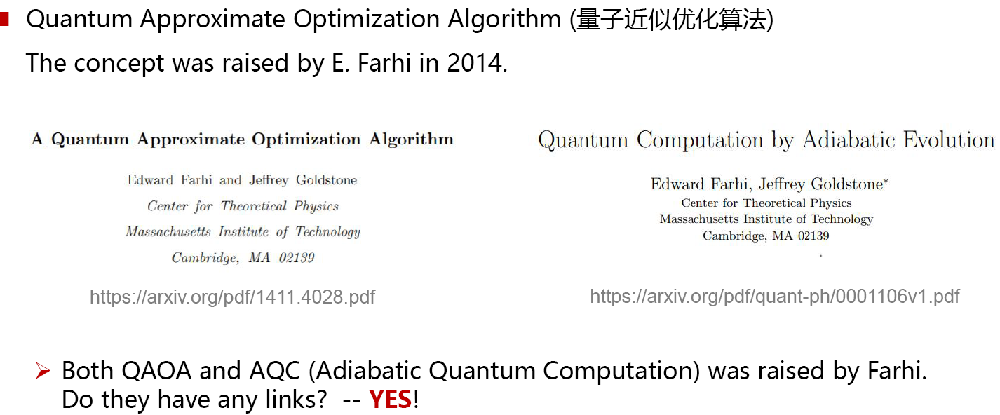 Quantum Approximate Optimization Algorithm (量子近似优化算法)
The concept was raised by E. Farhi in 2014.
A Quantum Approximate Optimization Algorithm
Edward Farhi and Jeffrey Goldstone
Center for Theoretical Physics
Massachusetts Institute of Technology
Cambridge, MA 02139
https://arxiv.org/pdf/1411.4028.pdf
Quantum Computation by Adiabatic Evolution
Edward Farhi, Jeffrey Goldstone*
Center for Theoretical Physics
Massachusetts Institute of Technology
Cambridge, MA 02139
https://arxiv.org/pdf/quant-ph/0001106v1.pdf
Both QAOA and AQC (Adiabatic Quantum Computation) was raised by Farhi.
Do they have any links? -- YES!